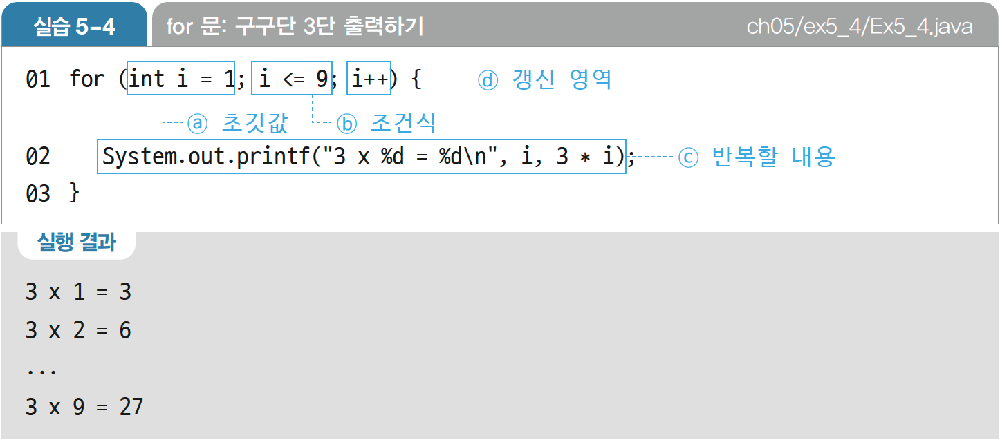 실습 5-4 for 문: 구구단 3단 출력하기 ch05/ex5_4/Ex5_4.java
01 for (int i = 1; i <= 9; i++) { ⓓ 갱신 영역
ⓐ 초깃값 ⓑ 조건식
02 System.out.printf("3 x %d = %d\n", i, 3 * i); ⓒ 반복할 내용
03 }
실행 결과
3 x 1 = 3
3 x 2 = 6
...
3 x 9 = 27